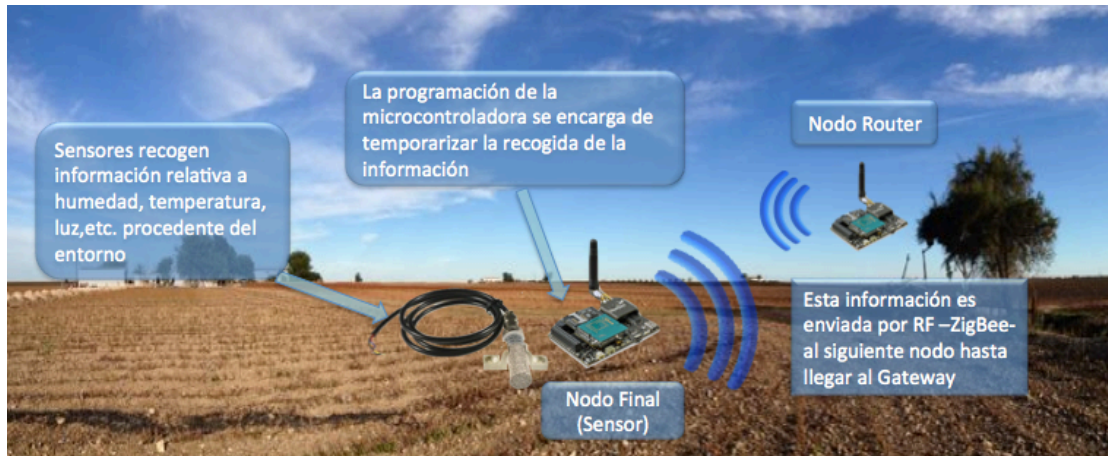 Sensores recogen
información relativa a
humedad, temperatura,
luz,etc. procedente del
entorno
La programación de la
microcontroladora se encarga de
temporarizar la recogida de la
información
Nodo Router
Esta información es
enviada por RF –ZigBee-
al siguiente nodo hasta
llegar al Gateway
Nodo Final
(Sensor)